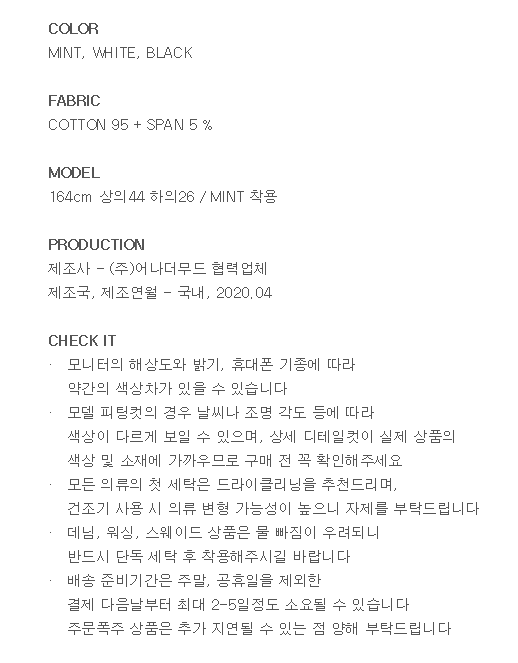 COLOR
MINT, WHITE, BLACK
FABRIC
COTTON 95 + SPAN 5 %
MODEL
164cm 상의44 하의26 / MINT 착용
PRODUCTION
제조사 - (주)어나더무드 협력업체
제조국, 제조연월 - 국내, 2020.04
CHECK IT
· 모니터의 해상도와 밝기, 휴대폰 기종에 따라
약간의 색상차가 있을 수 있습니다
· 모델 피팅컷의 경우 날씨나 조명 각도 등에 따라
색상이 다르게 보일 수 있으며, 상세 디테일컷이 실제 상품의
색상 및 소재에 가까우므로 구매 전 꼭 확인해주세요
· 모든 의류의 첫 세탁은 드라이클리닝을 추천드리며,
건조기 사용 시 의류 변형 가능성이 높으니 자제를 부탁드립니다
· 데님, 워싱, 스웨이드 상품은 물 빠짐이 우려되니
반드시 단독 세탁 후 착용해주시길 바랍니다
· 배송 준비기간은 주말, 공휴일을 제외한
결제 다음날부터 최대 2-5일정도 소요될 수 있습니다
주문폭주 상품은 추가 지연될 수 있는 점 양해 부탁드립니다